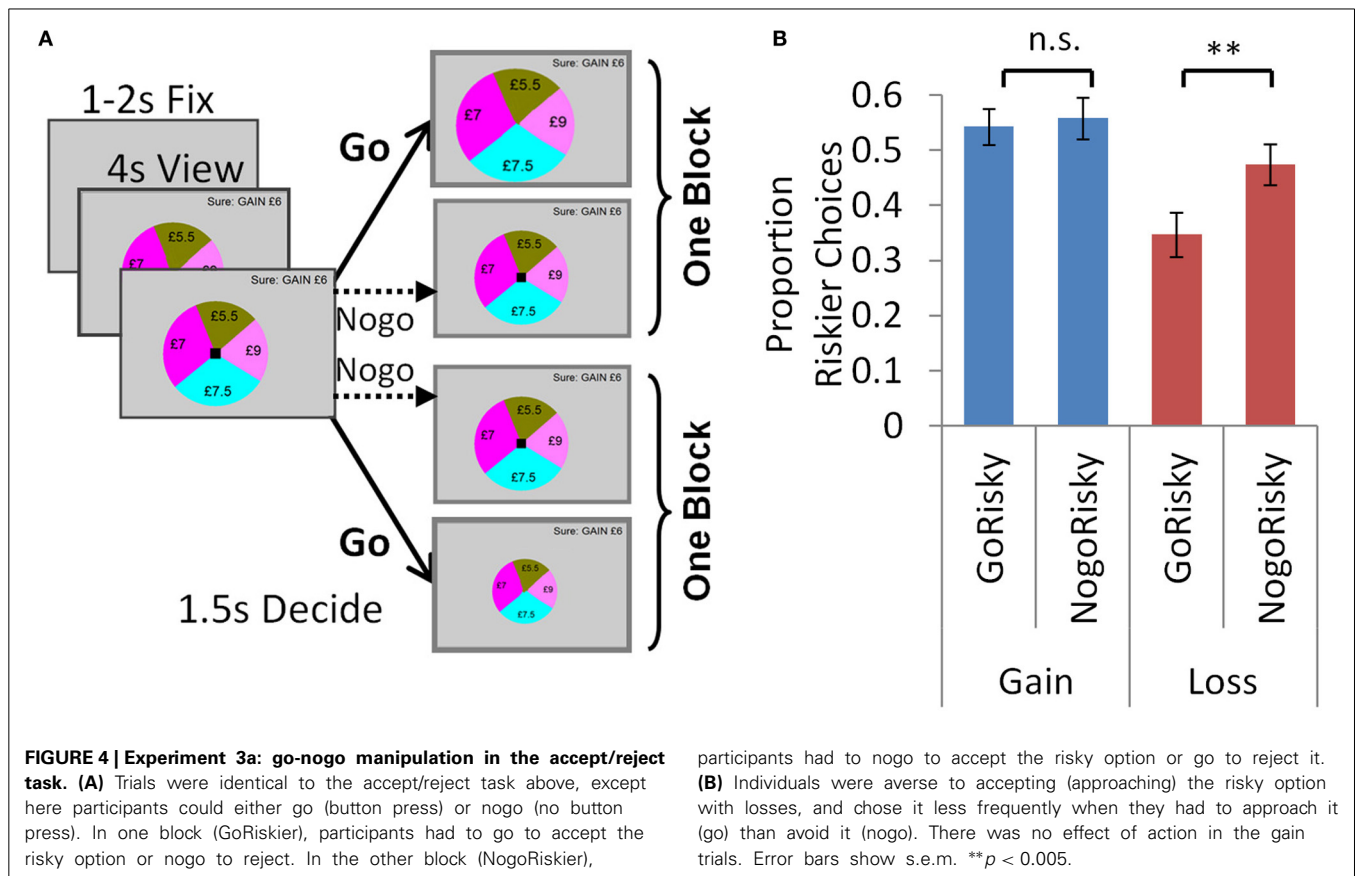 A
1-2s Fix
4s View
Sure: GAIN £6
£5.5
£7
Sure: GAIN £6
£5.5
£7
£9
£7.5
Go
Nogo
Nogo
Go
1.5s Decide
Sure: GAIN £6
£5.5
£7
£9
£7.5
Sure: GAIN £6
£5.5
£7
£9
£7.5
One Block
Sure: GAIN £6
£5.5
£7
£9
£7.5
Sure: GAIN £6
£5.5
£7
£9
£7.5
One Block
B
n.s.
**
Proportion
Riskier Choices
0.6
0.5
0.4
0.3
0.2
0.1
0
GoRisky
NogoRisky
GoRisky
NogoRisky
Gain
Loss
FIGURE 4 | Experiment 3a: go-nogo manipulation in the accept/reject
task. (A) Trials were identical to the accept/reject task above, except
here participants could either go (button press) or nogo (no button
press). In one block (GoRiskier), participants had to go to accept the
risky option or nogo to reject. In the other block (NogoRiskier),
participants had to nogo to accept the risky option or go to reject it.
(B) Individuals were averse to accepting (approaching) the risky option
with losses, and chose it less frequently when they had to approach it
(go) than avoid it (nogo). There was no effect of action in the gain
trials. Error bars show s.e.m. **p < 0.005.